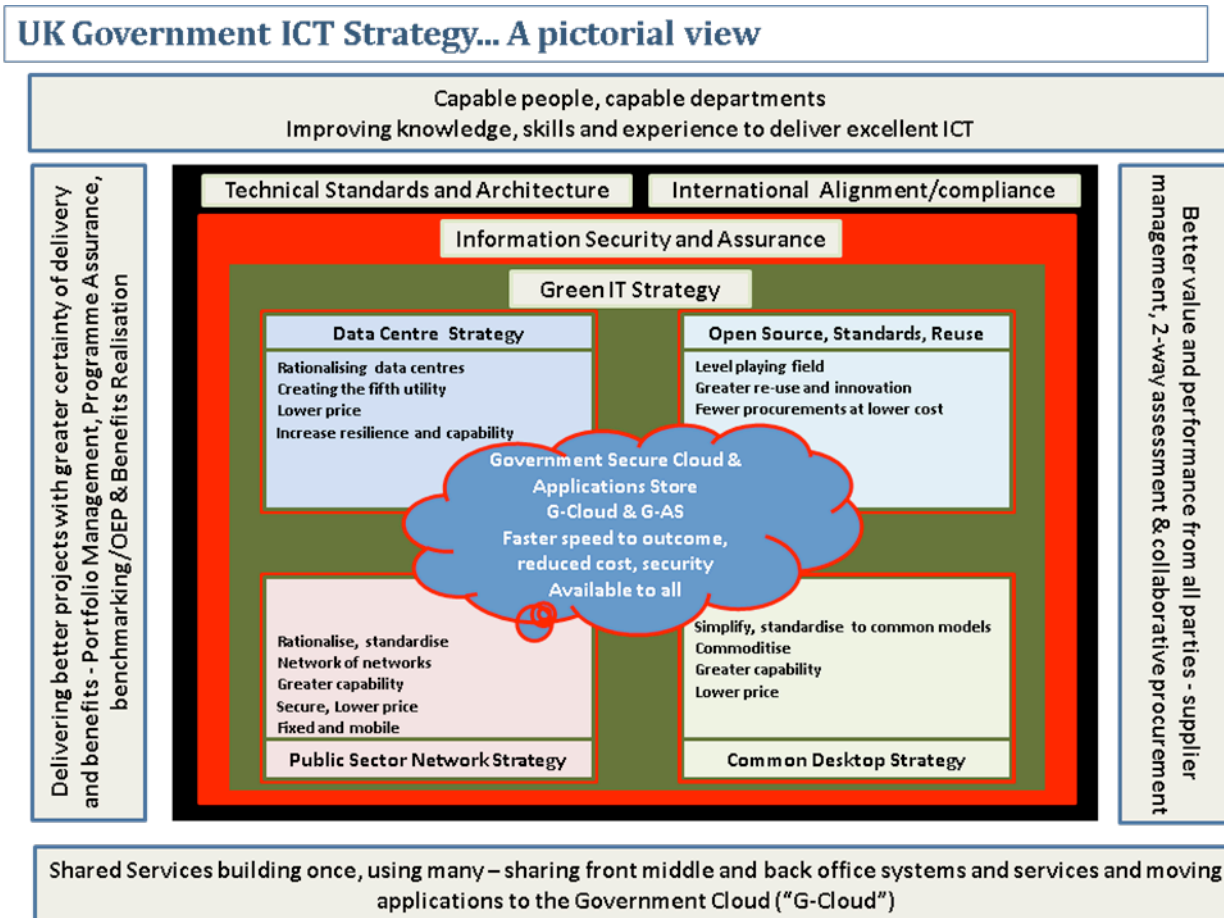 UK Government ICT Strategy... A pictorial view
Capable people, capable departments
Improving knowledge, skills and experience to deliver excellent ICT
Delivering better projects with greater certainty of delivery
and benefits - Portfolio Management, Programme Assurance,
benchmarking/OEP & Benefits Realisation
Technical Standards and Architecture
International Alignment/compliance
Information Security and Assurance
Green IT Strategy
Data Centre Strategy
Rationalising data centres
Creating the fifth utility
Lower price
Increase resilience and capability
Open Source, Standards, Reuse
Level playing field
Greater re-use and innovation
Fewer procurements at lower cost
Government Secure Cloud &
Applications Store
G-Cloud & G-AS
Faster speed to outcome,
reduced cost, security
Available to all
Rationalise, standardise
Network of networks
Greater capability
Secure, Lower price
Fixed and mobile
Public Sector Network Strategy
Simplify, standardise to common models
Commoditise
Greater capability
Lower price
Common Desktop Strategy
Better value and performance from all parties - supplier
management, 2-way assessment & collaborative procurement
Shared Services building once, using many – sharing front middle and back office systems and services and moving
applications to the Government Cloud (“G-Cloud”)